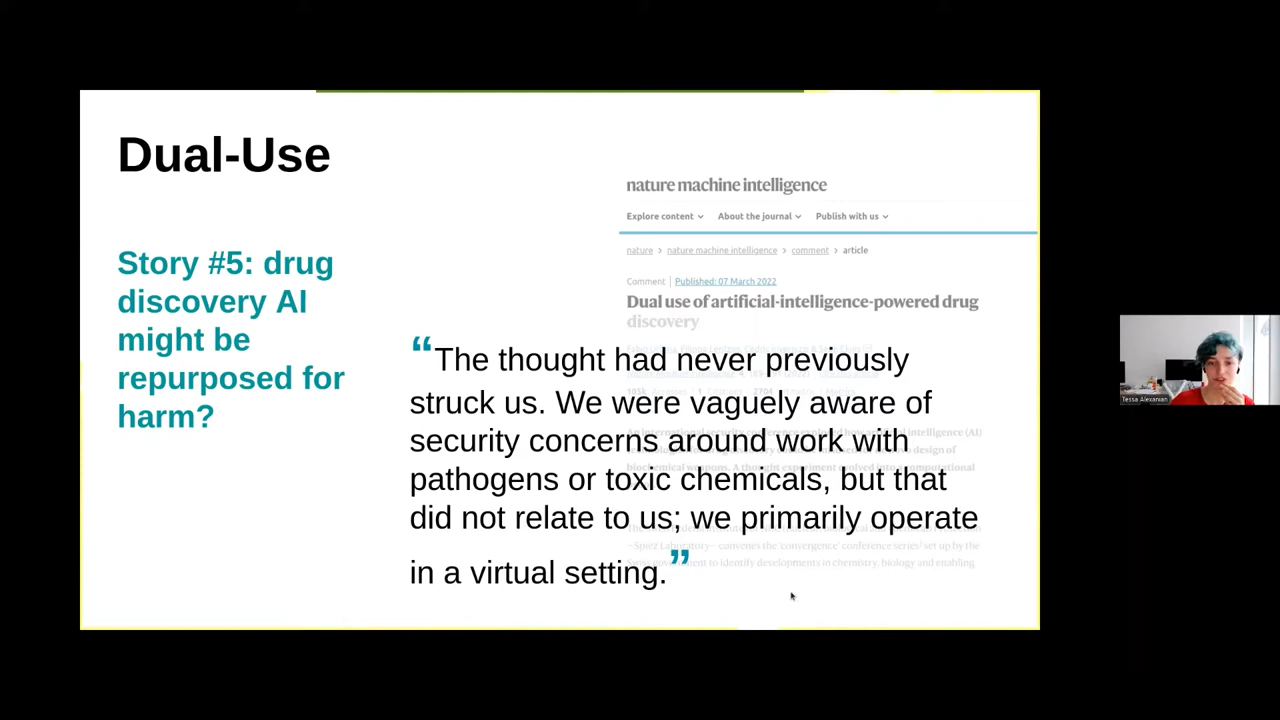 Dual-Use
Story #5: drug
discovery AI
might be
repurposed for
harm?
nature machine intelligence
Explore content
About the journal
Publish with us
nature > nature machine intelligence > comment > article
Comment | Published: 07 March 2022
Dual use of artificial-intelligence-powered drug
discovery
“The thought had never previously
struck us. We were vaguely aware of
security concerns around work with
pathogens or toxic chemicals, but that
did not relate to us; we primarily operate
in a virtual setting.”
Tessa Alexanian